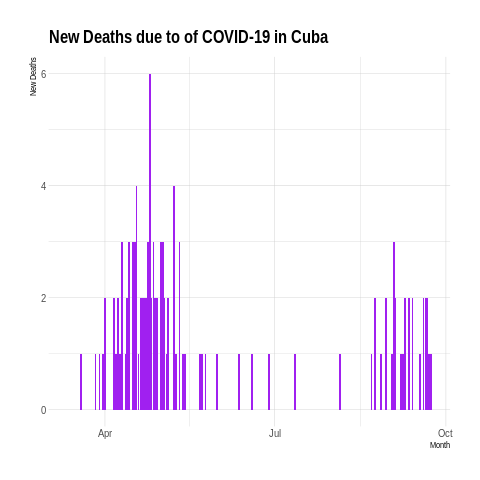 New Deaths due to of COVID-19 in Cuba
New Deaths
6
4
2
0
Apr
Jul
Oct
Month